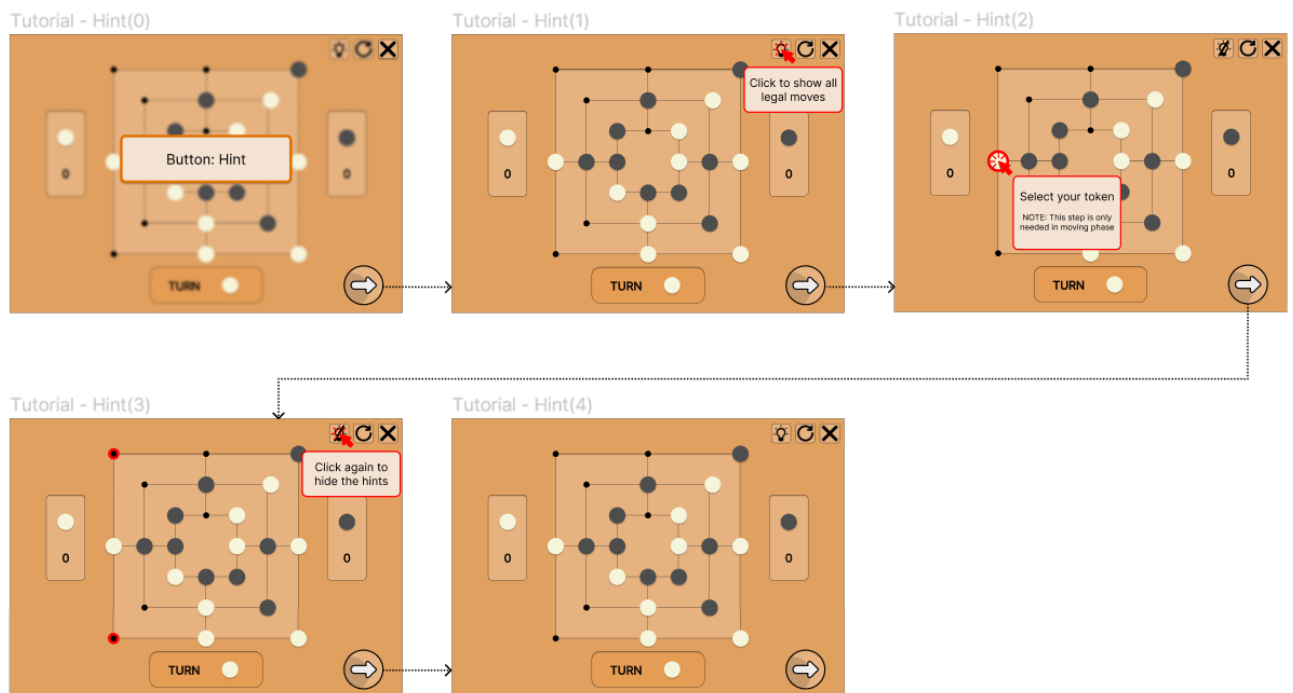 Tutorial - Hint(0)
Button: Hint
0
0
TURN
Tutorial - Hint(1)
Click to show all
legal moves
0
0
TURN
Tutorial - Hint(2)
Select your token
NOTE: This step is only
needed in moving phase
0
0
TURN
Tutorial - Hint(3)
Click again to
hide the hints
0
0
TURN
Tutorial - Hint(4)
0
0
TURN